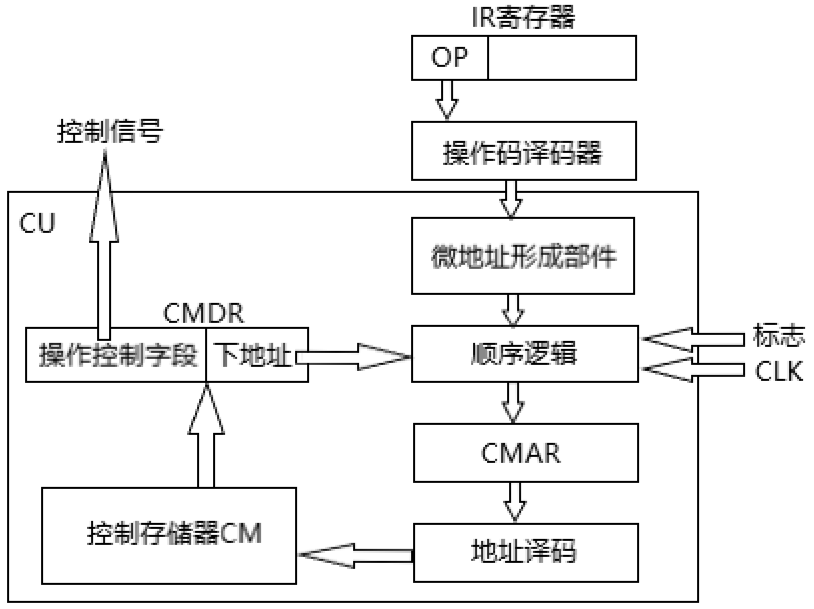 IR寄存器
OP
控制信号
操作码译码器
CU
微地址形成部件
CMDR
操作控制字段 下地址
顺序逻辑
标志
CLK
CMAR
控制存储器CM
地址译码